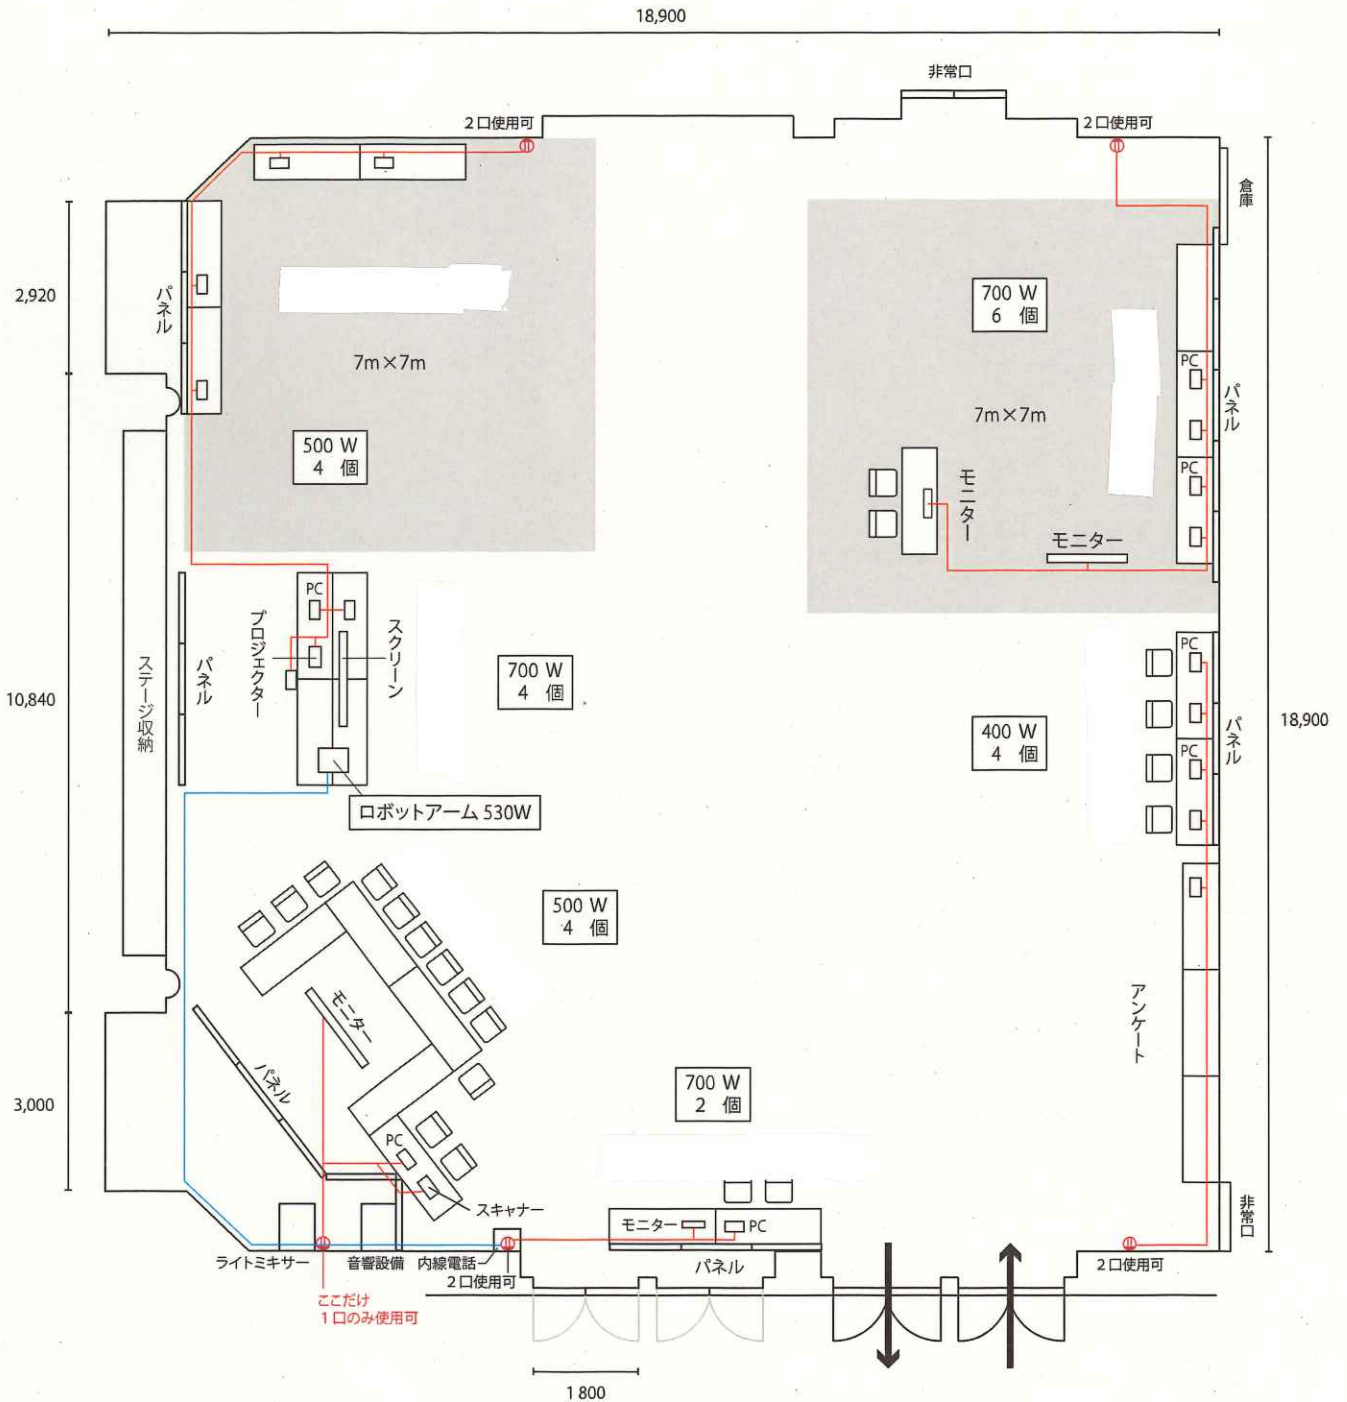 18,900
非常口
2口使用可
2口使用可
倉庫
2,920
パネル
7m×7m
500 W
4 個
700 W
6 個
7m×7m
PC
PC
パネル
モニター
モニター
PC
プロジェクター
スクリーン
パネル
ステージ収納
10,840
700 W
4 個
ロボットアーム 530W
400 W
4 個
PC
PC
パネル
18,900
500 W
4 個
モニター
パネル
アンケート
3,000
700 W
2 個
PC
スキャナー
モニター
PC
パネル
非常口
ライトミキサー
音響設備
内線電話
2口使用可
2口使用可
ここだけ
1口のみ使用可
1800